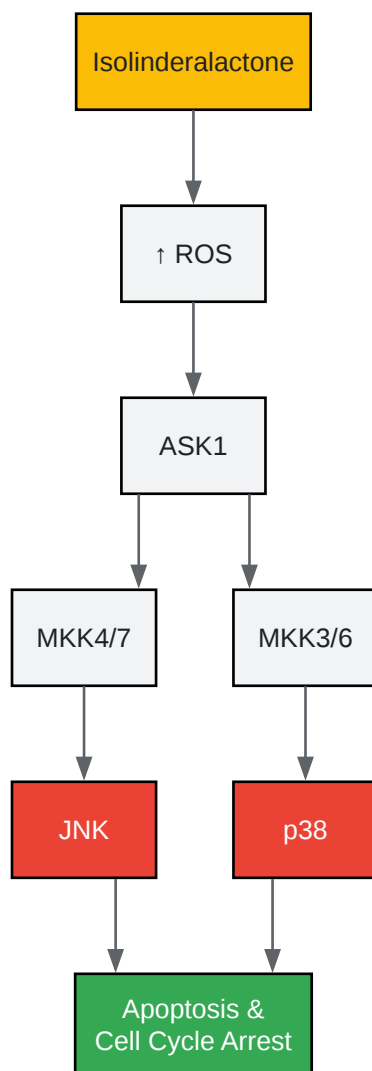 Isolinderalactone
↑ ROS
ASK1
MKK4/7
MKK3/6
JNK
p38
Apoptosis &
Cell Cycle Arrest